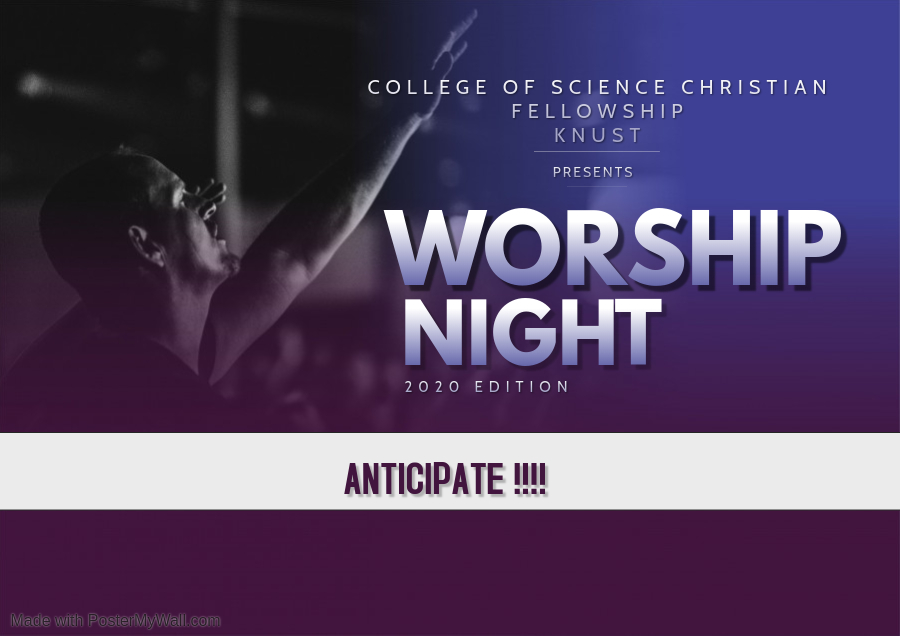 COLLEGE OF SCIENCE CHRISTIAN
FELLOWSHIP
KNUST
PRESENTS
WORSHIP
NIGHT
2020 EDITION
ANTICIPATE !!!!
Made with PosterMyWall.com